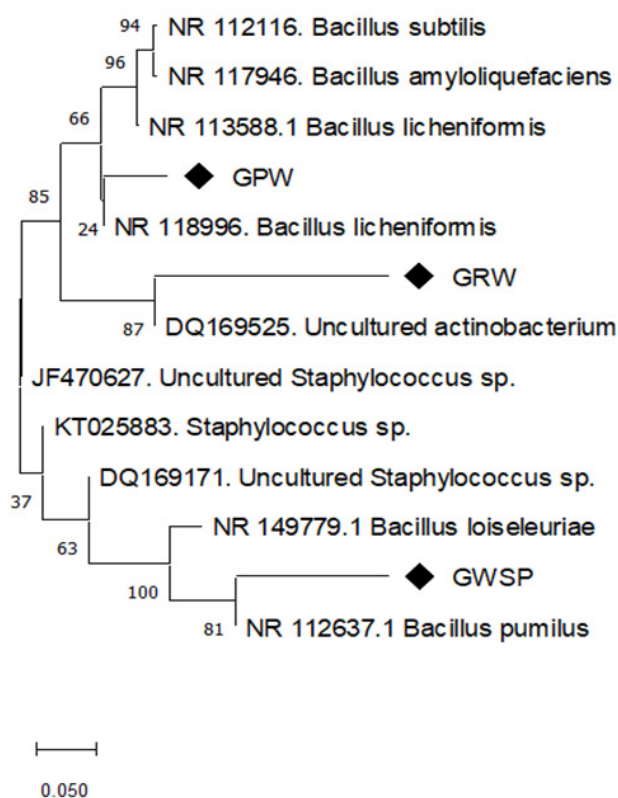 94 NR 112116. Bacillus subtilis
96
NR 117946. Bacillus amyloliquefaciens
66
NR 113588.1 Bacillus licheniformis
GPW
85
24 NR 118996. Bacillus licheniformis
GRW
87 DQ169525. Uncultured actinobacterium
JF470627. Uncultured Staphylococcus sp.
KT025883. Staphylococcus sp.
DQ169171. Uncultured Staphylococcus sp.
37
NR 149779.1 Bacillus loiseleuriae
63
GWSP
100
81 NR 112637.1 Bacillus pumilus
0.050